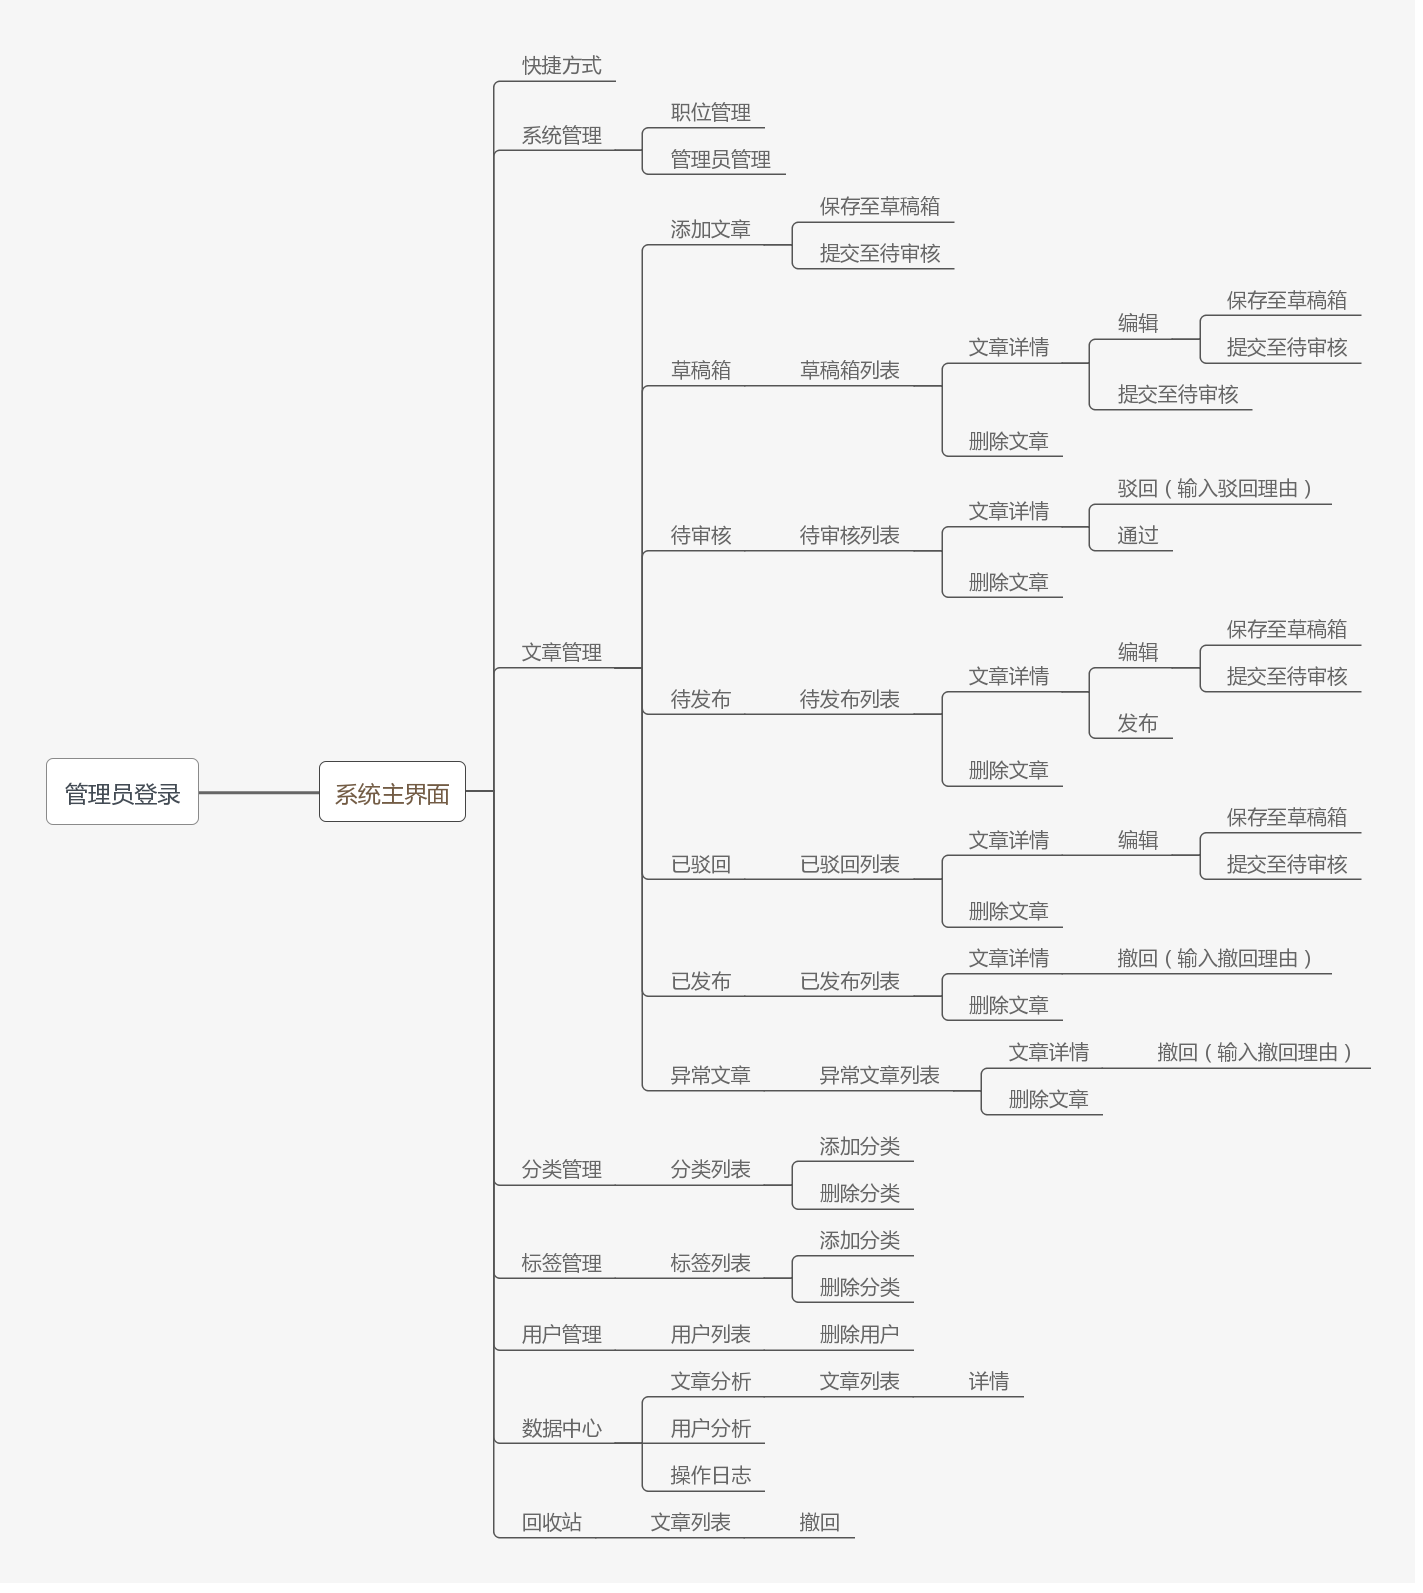 管理员登录
系统主界面
快捷方式
系统管理
职位管理
管理员管理
文章管理
添加文章
保存至草稿箱
提交至待审核
草稿箱
草稿箱列表
文章详情
编辑
保存至草稿箱
提交至待审核
提交至待审核
删除文章
待审核
待审核列表
文章详情
驳回(输入驳回理由)
通过
删除文章
待发布
待发布列表
文章详情
编辑
保存至草稿箱
提交至待审核
发布
删除文章
已驳回
已驳回列表
文章详情
编辑
保存至草稿箱
提交至待审核
删除文章
已发布
已发布列表
文章详情
撤回(输入撤回理由)
删除文章
异常文章
异常文章列表
文章详情
撤回(输入撤回理由)
删除文章
分类管理
分类列表
添加分类
删除分类
标签管理
标签列表
添加分类
删除分类
用户管理
用户列表
删除用户
数据中心
文章分析
文章列表
详情
用户分析
操作日志
回收站
文章列表
撤回